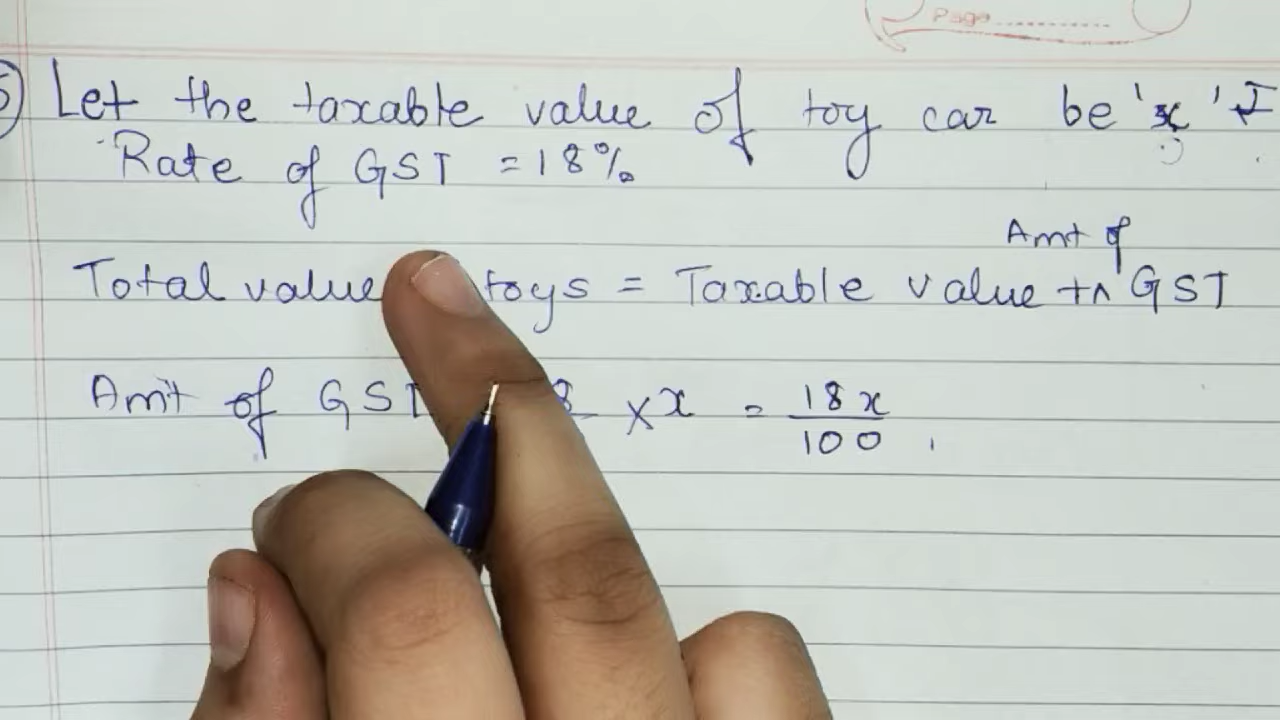 Page
5) Let the taxable value of toy car be 'x' ₹
Rate of GST = 18%.
Amt of
Total value toys = Taxable value + ^ GST
Amt of GST × x = 18x
100